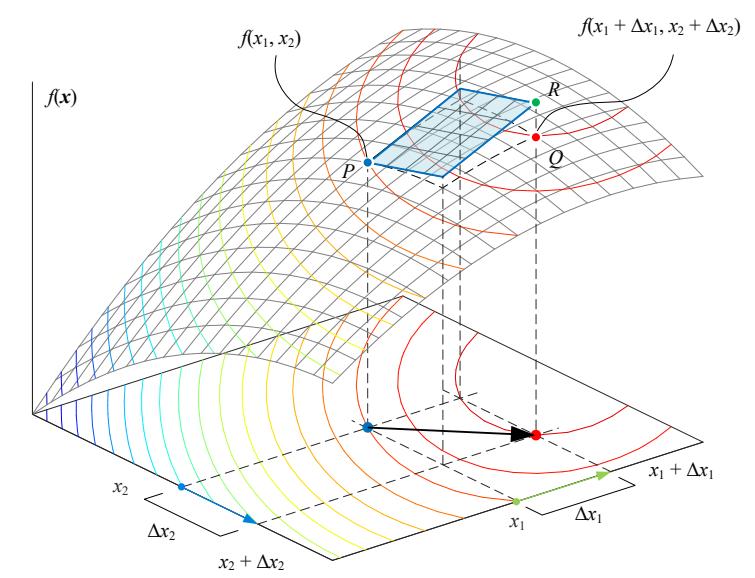 f(x₁, x₂)
f(x₁ + Δx₁, x₂ + Δx₂)
f(x)
R
P
Q
x₂
Δx₂
x₂ + Δx₂
x₁
Δx₁
x₁ + Δx₁